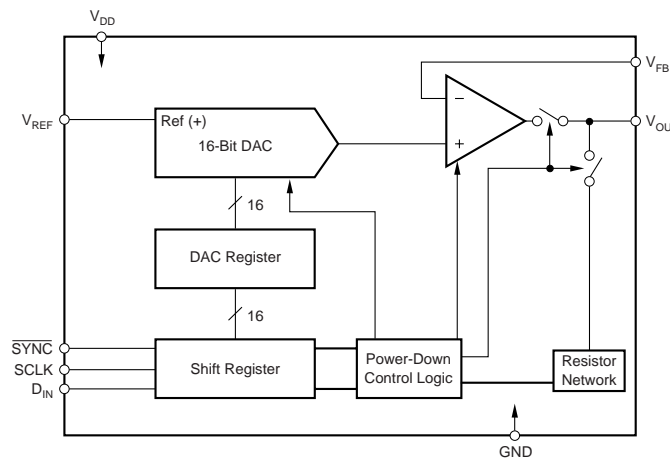 VDD
VFB
VREF
Ref (+)
16-Bit DAC
−
+
VOU
16
DAC Register
16
SYNC
SCLK
DIN
Shift Register
Power-Down
Control Logic
Resistor
Network
GND